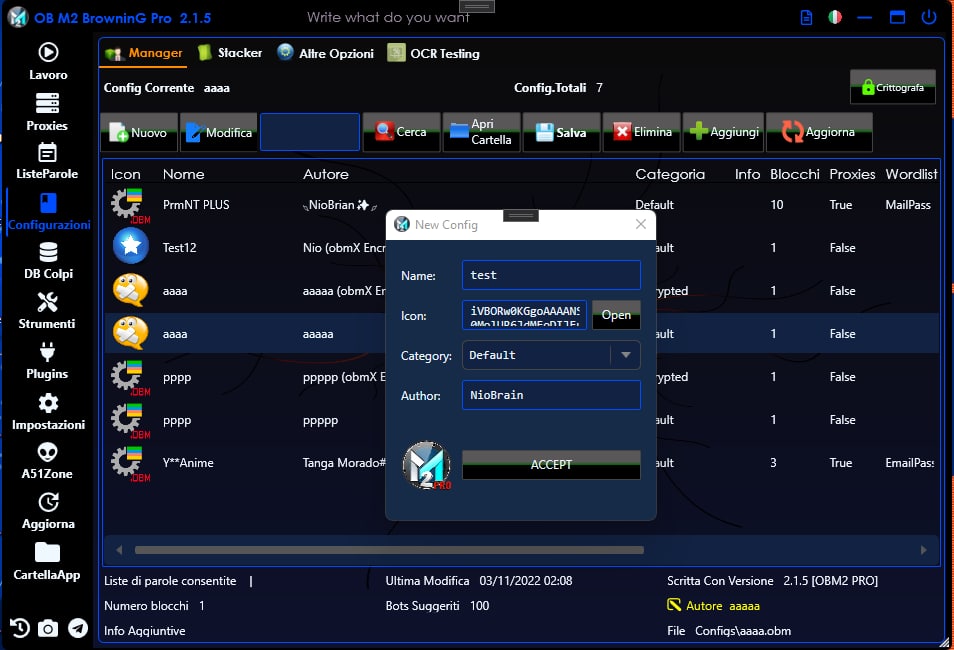 OB M2 BrowninG Pro 2.1.5
Write what do you want
Lavoro
Proxies
ListeParole
Configurazioni
DB Colpi
Strumenti
Plugins
Impostazioni
A51Zone
Aggiorna
CartellaApp
Manager Stacker Altre Opzioni OCR Testing
Config Corrente aaaa Config.Totali 7 Crittografa
Nuovo Modifica Cerca Apri Cartella Salva Elimina Aggiungi Aggiorna
Icon Nome Autore Categoria Info Blocchi Proxies Wordlist
.OBM PrmNT PLUS NioBrian Default 10 True MailPass
Test12 Nio (obmX Encr ault 1 False
aaaa aaaaa (obmX Er rypted 1 False
aaaa aaaaa ault 1 False
.OBM pppp ppppp (obmX E rypted 1 False
.OBM pppp ppppp ault 1 False
.OBM Y**Anime Tanga Morado# ault 3 True EmailPass
New Config
Name: test
Icon: iVBORw0KGgoAAAANS Open
Category: Default
Author: NioBrain
M2 PRO ACCEPT
Liste di parole consentite | Ultima Modifica 03/11/2022 02:08 Scritta Con Versione 2.1.5 [OBM2 PRO]
Numero blocchi 1 Bots Suggeriti 100 Autore aaaaa
Info Aggiuntive File Configs\aaaa.obm